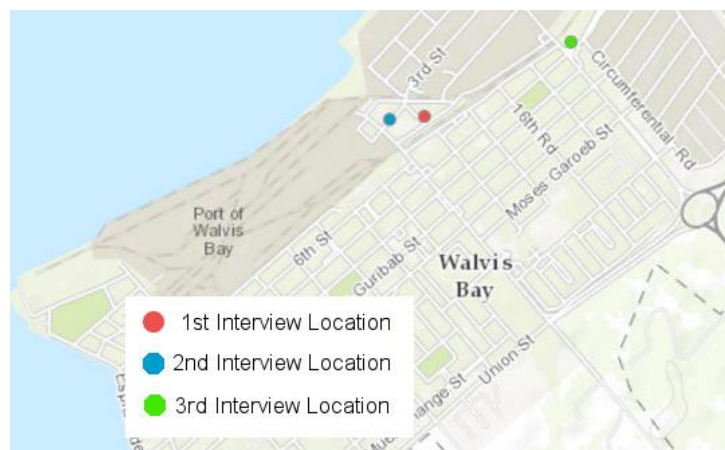 3rd St
Circumferential Rd
16th Rd
Moses Garoeb St
Port of
Walvis
Bay
6th St
Guribab St
Walvis
Bay
Union St
1st Interview Location
2nd Interview Location
3rd Interview Location